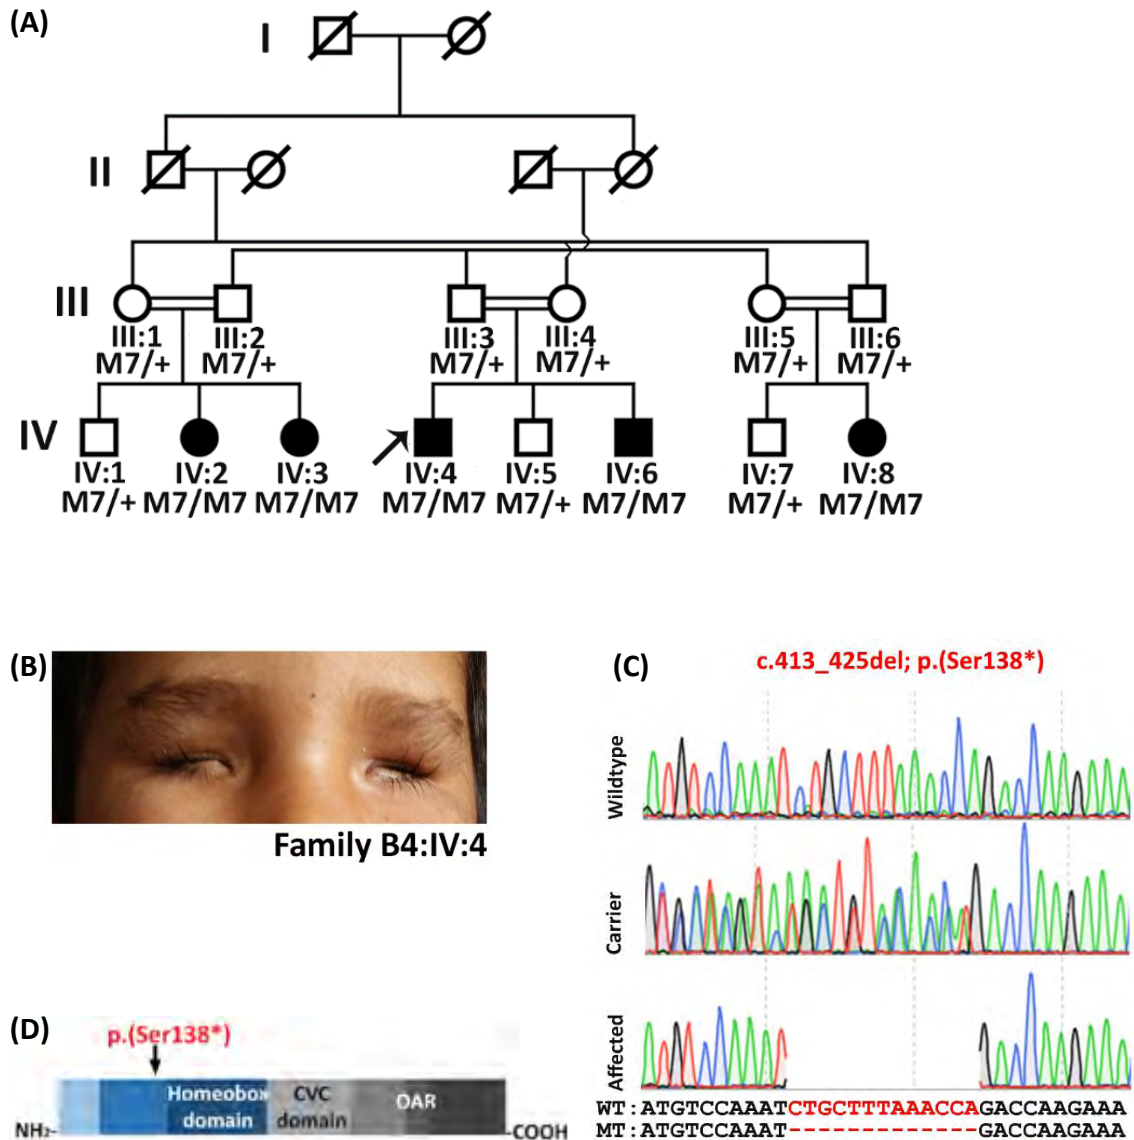 (A)
I
II
III
III:1 III:2 III:3 III:4 III:5 III:6
M7/+ M7/+ M7/+ M7/+ M7/+ M7/+
IV
IV:1 IV:2 IV:3 IV:4 IV:5 IV:6 IV:7 IV:8
M7/+ M7/M7 M7/M7 M7/M7 M7/+ M7/M7 M7/+ M7/M7
(B)
Family B4:IV:4
(C)
c.413_425del; p.(Ser138*)
Wildtype
Carrier
Affected
WT:ATGTCCAAATCTGCTTTAAACCAGACCAAGAAA
MT:ATGTCCAAAT-------------GACCAAGAAA
(D)
p.(Ser138*)
Homeobox
domain
CVC
domain
OAR
NH2- -COOH